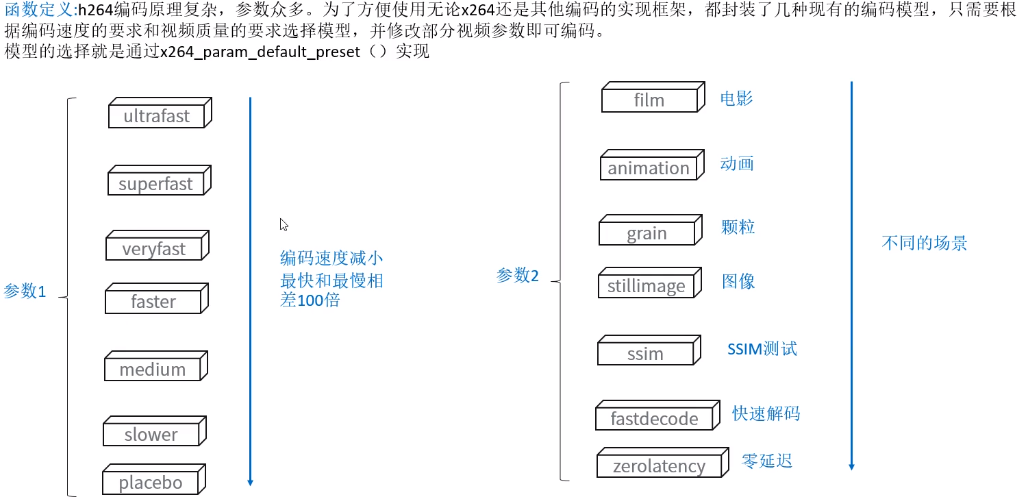 函数定义:h264编码原理复杂，参数众多。为了方便使用无论x264还是其他编码的实现框架，都封装了几种现有的编码模型，只需要根
据编码速度的要求和视频质量的要求选择模型，并修改部分视频参数即可编码。
模型的选择就是通过x264_param_default_preset（）实现
参数1
ultrafast
superfast
veryfast
faster
medium
slower
placebo
编码速度减小
最快和最慢相
差100倍
参数2
film 电影
animation 动画
grain 颗粒
stillimage 图像
ssim SSIM测试
fastdecode 快速解码
zerolatency 零延迟
不同的场景